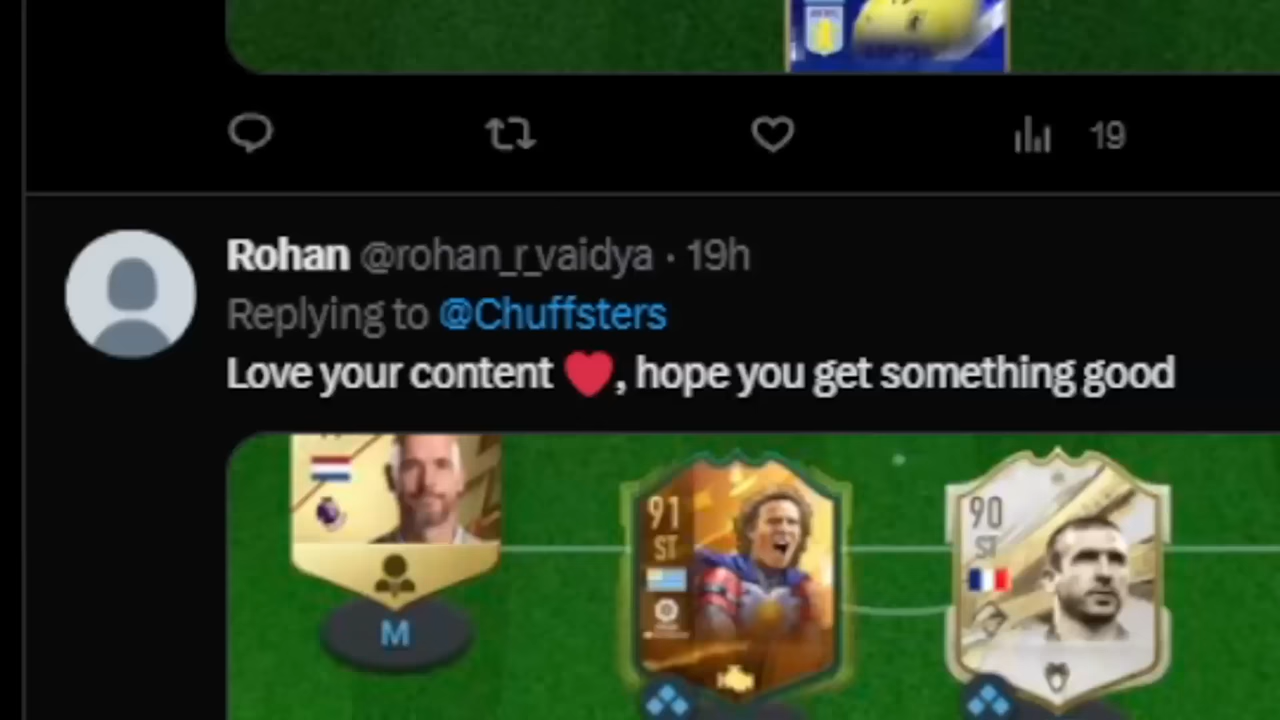 19
Rohan @rohan_r_vaidya · 19h
Replying to @Chuffsters
Love your content ❤️, hope you get something good
91
ST
90
ST
M